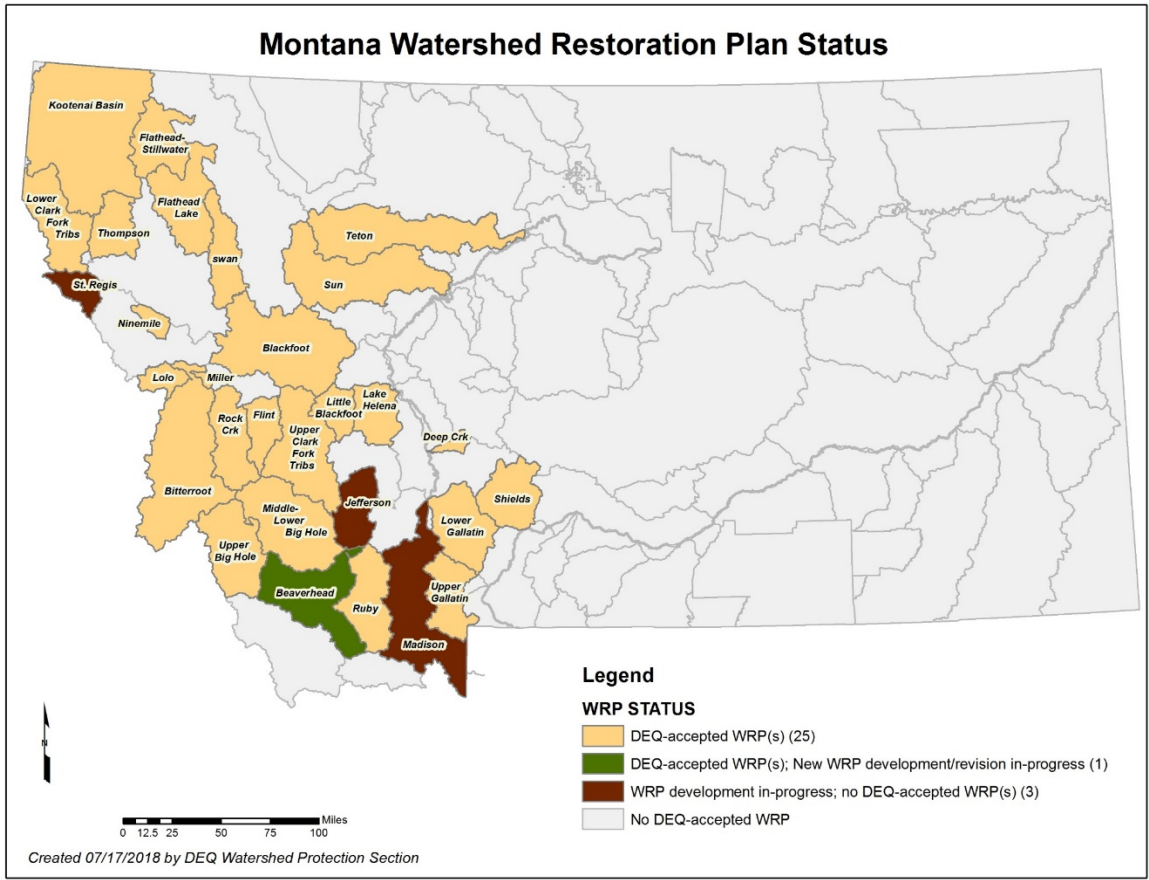 Montana Watershed Restoration Plan Status
Kootenai Basin
Flathead-
Stillwater
Lower
Clark
Fork
Tribs
Thompson
Flathead
Lake
swan
Teton
Sun
St. Regis
Ninemile
Blackfoot
Lolo
Miller
Rock
Crk
Flint
Upper
Clark
Fork
Tribs
Little
Blackfoot
Lake
Helena
Deep Crk
Bitterroot
Middle-
Lower
Big Hole
Jefferson
Shields
Lower
Gallatin
Upper
Big Hole
Beaverhead
Ruby
Upper
Gallatin
Madison
Legend
WRP STATUS
DEQ-accepted WRP(s) (25)
DEQ-accepted WRP(s); New WRP development/revision in-progress (1)
WRP development in-progress; no DEQ-accepted WRP(s) (3)
No DEQ-accepted WRP
N
Miles
0 12.5 25 50 75 100
Created 07/17/2018 by DEQ Watershed Protection Section